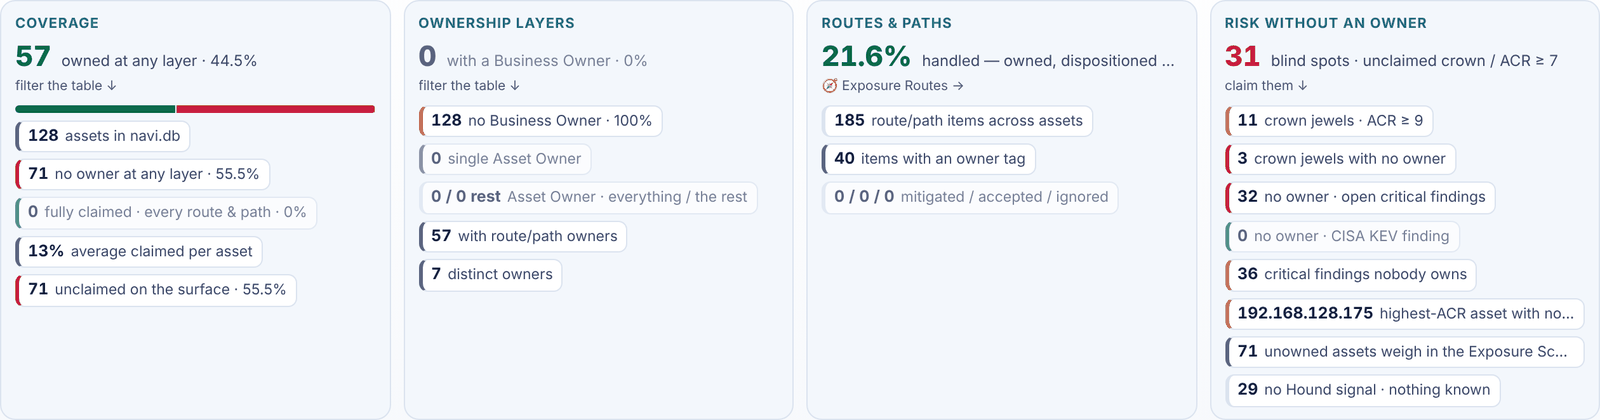 COVERAGE
57 owned at any layer · 44.5%
filter the table ↓
128 assets in navi.db
71 no owner at any layer · 55.5%
0 fully claimed · every route & path · 0%
13% average claimed per asset
71 unclaimed on the surface · 55.5%
OWNERSHIP LAYERS
0 with a Business Owner · 0%
filter the table ↓
128 no Business Owner · 100%
0 single Asset Owner
0 / 0 rest Asset Owner · everything / the rest
57 with route/path owners
7 distinct owners
ROUTES & PATHS
21.6% handled — owned, dispositioned ...
🧭 Exposure Routes →
185 route/path items across assets
40 items with an owner tag
0 / 0 / 0 mitigated / accepted / ignored
RISK WITHOUT AN OWNER
31 blind spots · unclaimed crown / ACR ≥ 7
claim them ↓
11 crown jewels · ACR ≥ 9
3 crown jewels with no owner
32 no owner · open critical findings
0 no owner · CISA KEV finding
36 critical findings nobody owns
192.168.128.175 highest-ACR asset with no...
71 unowned assets weigh in the Exposure Sc...
29 no Hound signal · nothing known